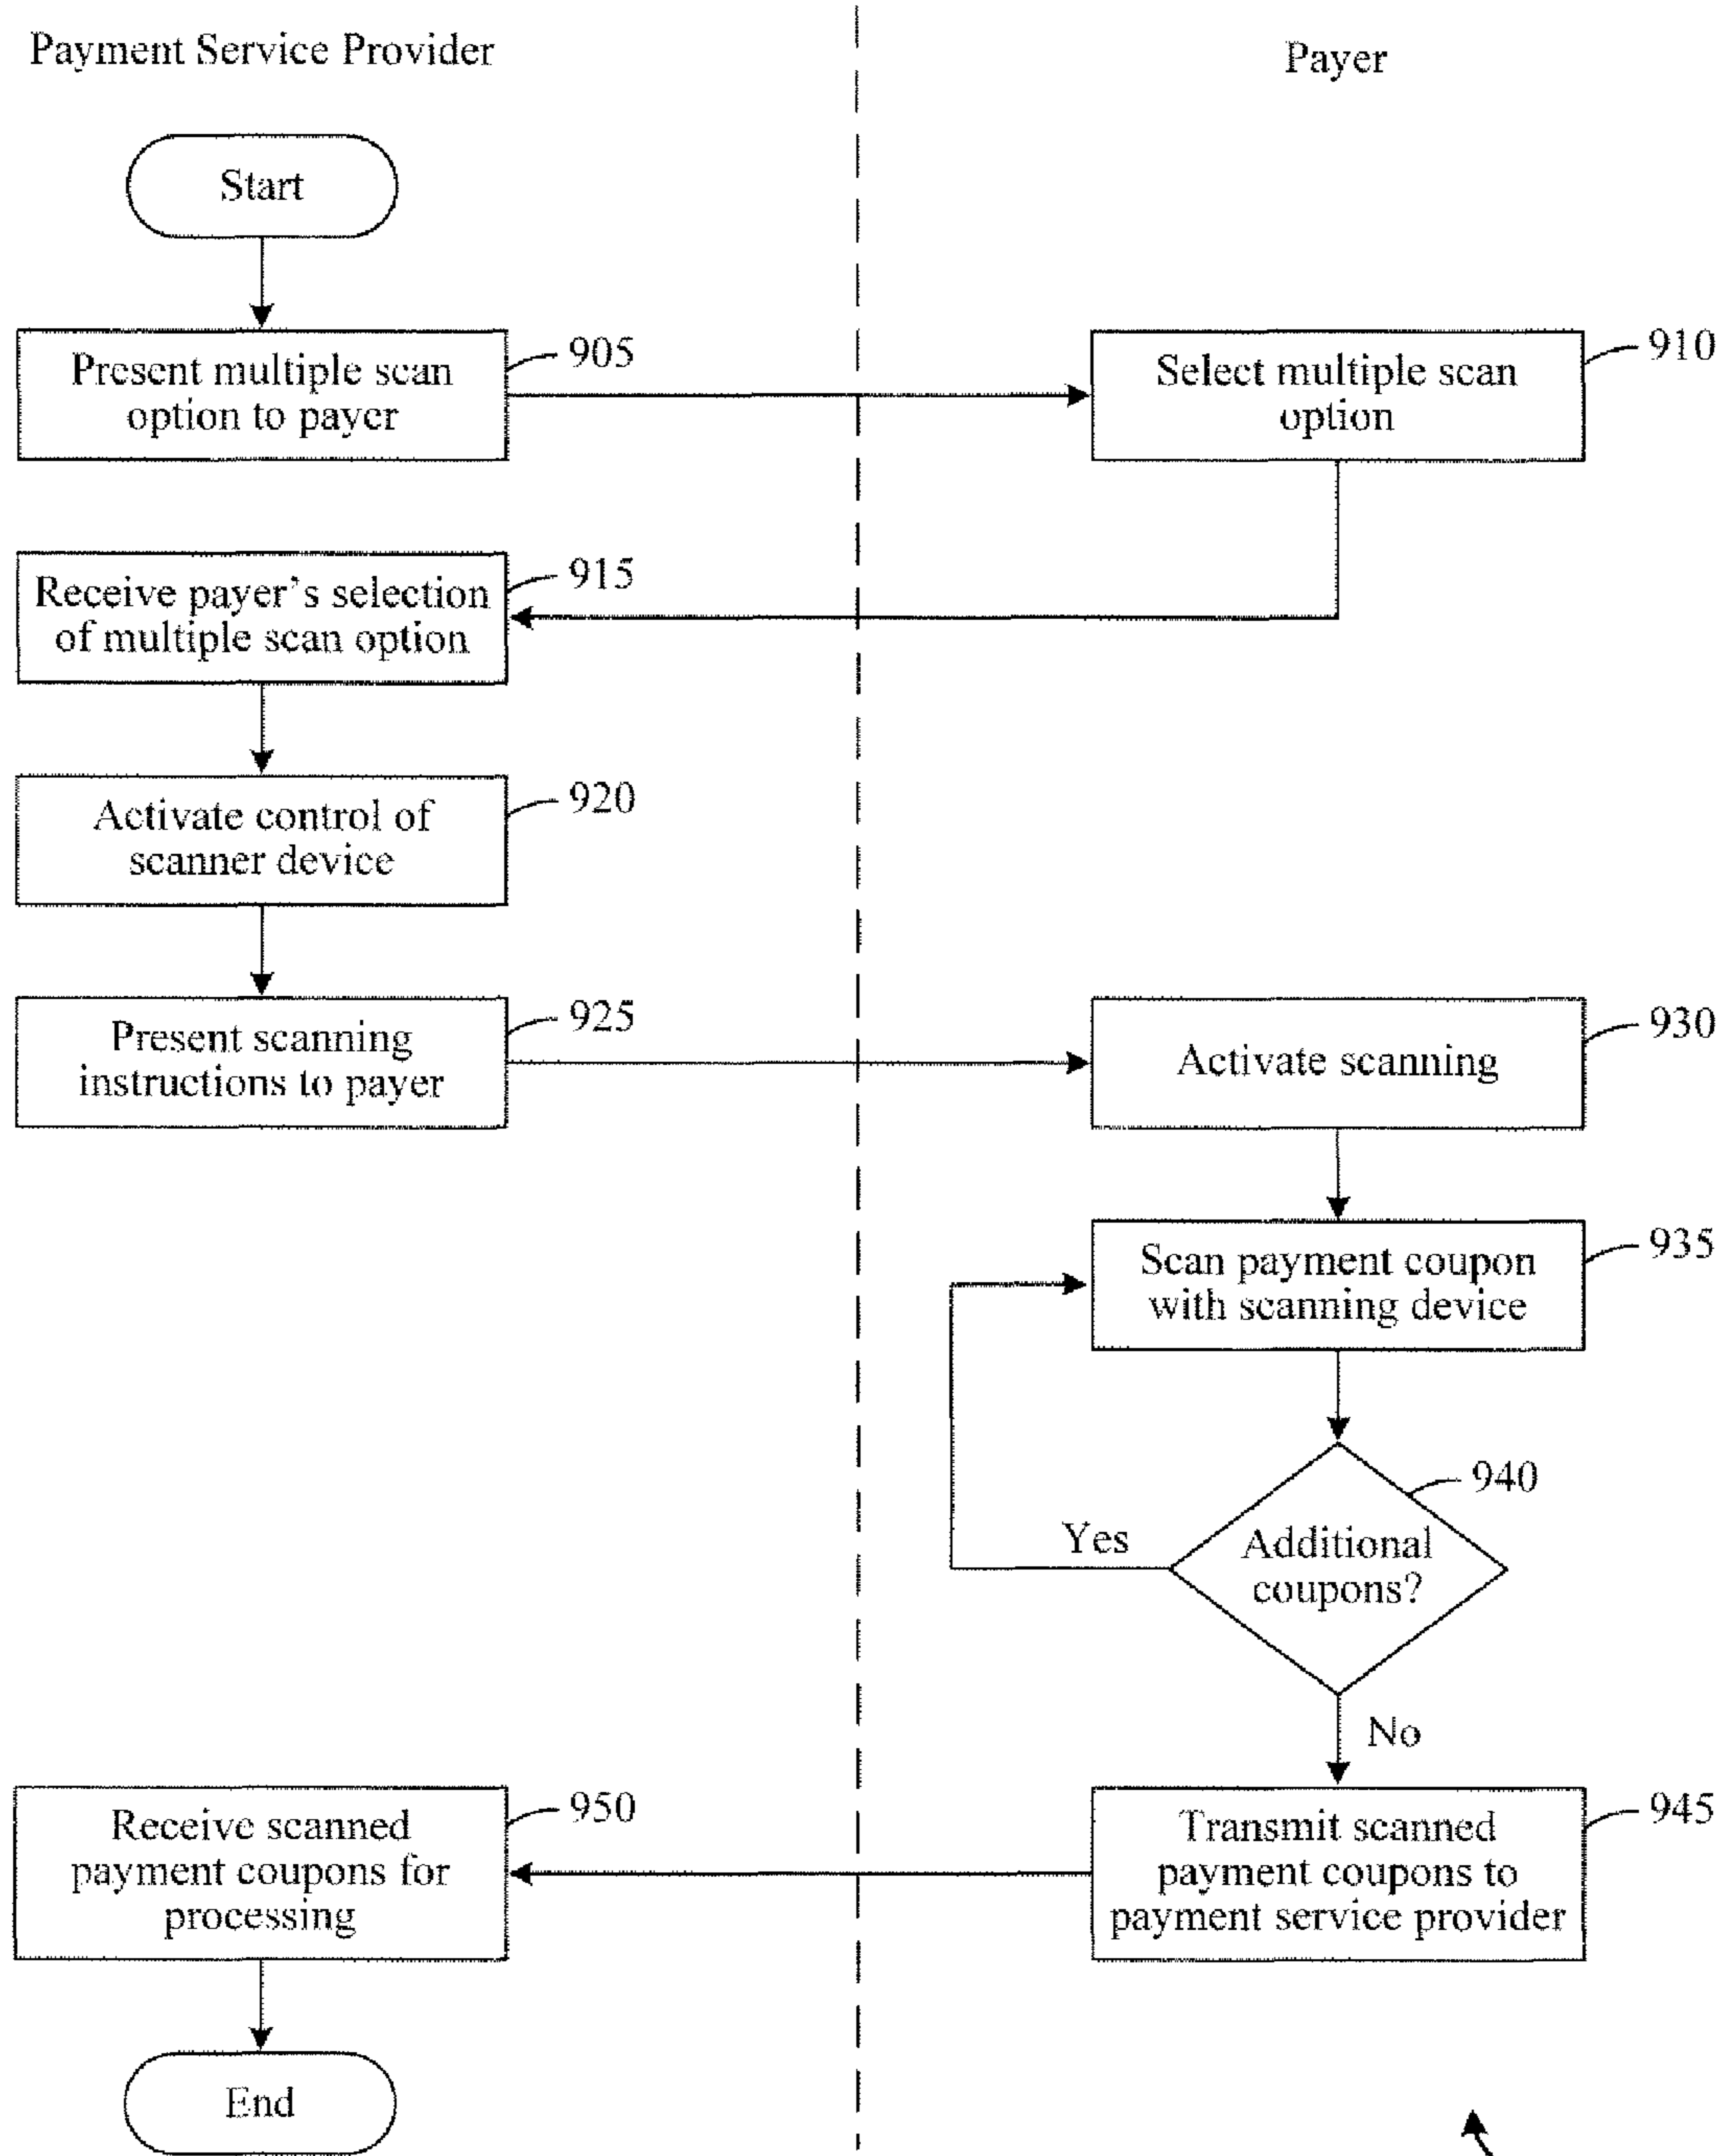 Payment Service Provider
Payer
Start
Present multiple scan
option to payer
905
Select multiple scan
option
910
Receive payer's selection
of multiple scan option
915
Activate control of
scanner device
920
Present scanning
instructions to payer
925
Activate scanning
930
Scan payment coupon
with scanning device
935
Additional
coupons?
940
Yes
No
Transmit scanned
payment coupons to
payment service provider
945
Receive scanned
payment coupons for
processing
950
End